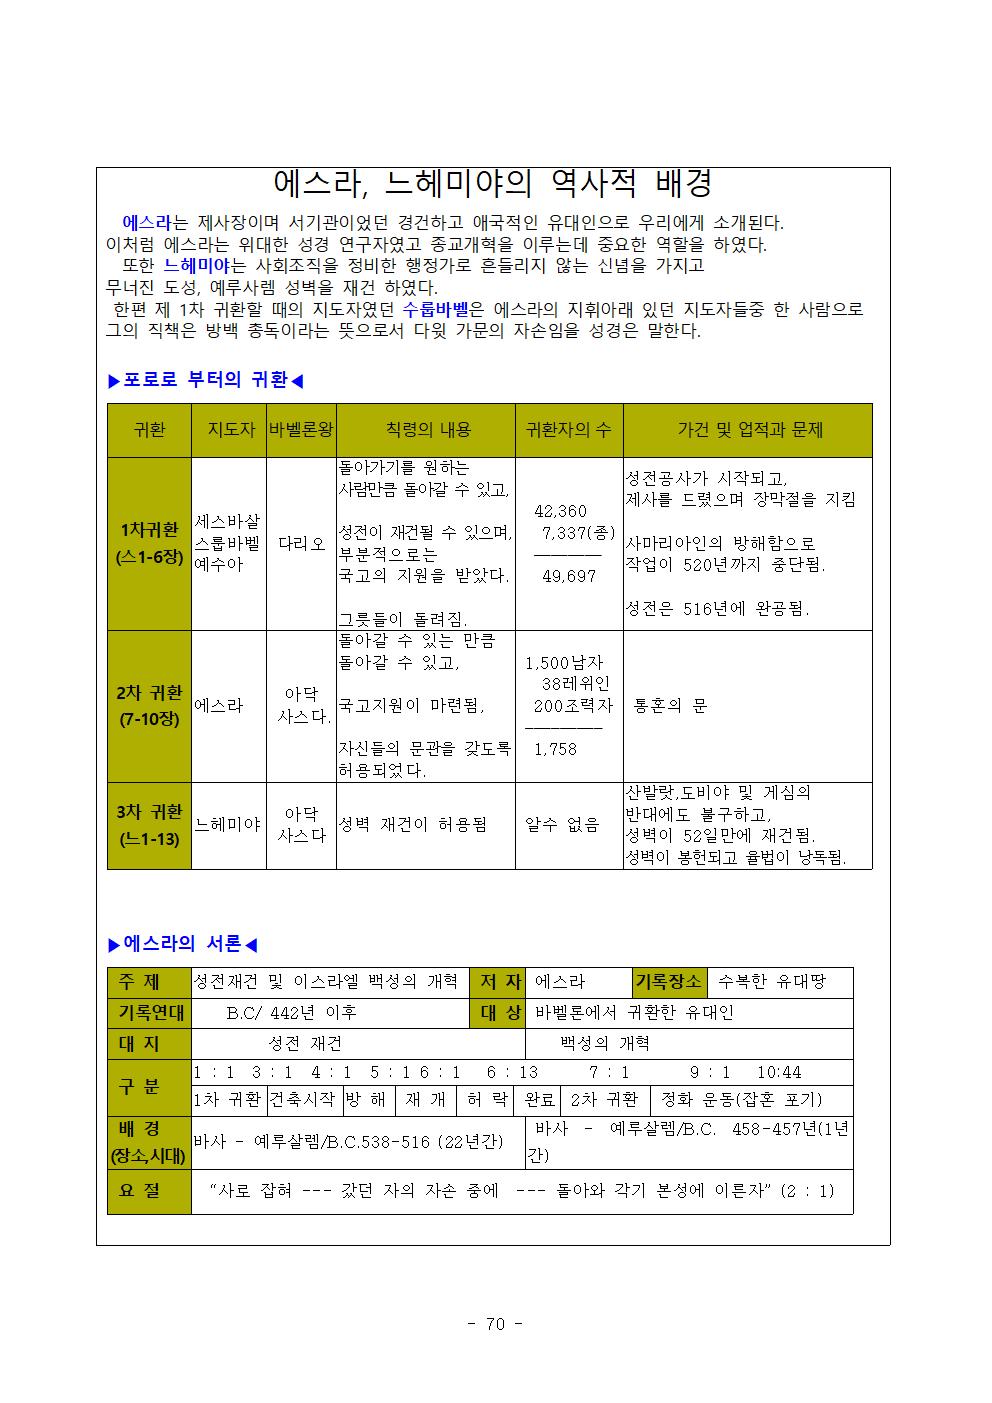 에스라, 느헤미야의 역사적 배경
에스라는 제사장이며 서기관이었던 경건하고 애국적인 유대인으로 우리에게 소개된다.
이처럼 에스라는 위대한 성경 연구자였고 종교개혁을 이루는데 중요한 역할을 하였다.
또한 느헤미야는 사회조직을 정비한 행정가로 흔들리지 않는 신념을 가지고
무너진 도성, 예루사렘 성벽을 재건 하였다.
한편 제 1차 귀환할 때의 지도자였던 수룹바벨은 에스라의 지휘아래 있던 지도자들중 한 사람으로
그의 직책은 방백 총독이라는 뜻으로서 다윗 가문의 자손임을 성경은 말한다.
▶포로로 부터의 귀환◀
귀환 지도자 바벨론왕 칙령의 내용 귀환자의 수 가건 및 업적과 문제
1차귀환
(스1-6장)
세스바살
스룹바벨
예수아
다리오
돌아가기를 원하는
사람만큼 돌아갈 수 있고,
성전이 재건될 수 있으며,
부분적으로는
국고의 지원을 받았다.
그릇들이 돌려짐.
42,360
7,337(종)
49,697
성전공사가 시작되고,
제사를 드렸으며 장막절을 지킴
사마리아인의 방해함으로
작업이 520년까지 중단됨.
성전은 516년에 완공됨.
2차 귀환
(7-10장)
에스라
아닥
사스다.
돌아갈 수 있는 만큼
돌아갈 수 있고,
국고지원이 마련됨,
자신들의 문관을 갖도록
허용되었다.
1,500남자
38레위인
200조력자
1,758
통혼의 문
3차 귀환
(느1-13)
느헤미야
아닥
사스다
성벽 재건이 허용됨
알수 없음
산발랏,도비야 및 게심의
반대에도 불구하고,
성벽이 52일만에 재건됨.
성벽이 봉헌되고 율법이 낭독됨.
▶에스라의 서론◀
주 제 성전재건 및 이스라엘 백성의 개혁 저 자 에스라 기록장소 수복한 유대땅
기록연대 B.C/ 442년 이후 대 상 바벨론에서 귀환한 유대인
대 지 성전 재건 백성의 개혁
구 분
1 : 1 3 : 1 4 : 1 5 : 1 6 : 1 6 : 13 7 : 1 9 : 1 10:44
1차 귀환 건축시작 방 해 재 개 허 락 완료 2차 귀환 정화 운동(잡혼 포기)
배 경
(장소,시대)
바사 - 예루살렘/B.C.538-516 (22년간)
바사 - 예루살렘/B.C. 458-457년(1년
간)
요 절 “사로 잡혀 --- 갔던 자의 자손 중에 --- 돌아와 각기 본성에 이른자” (2 : 1)
- 70 -